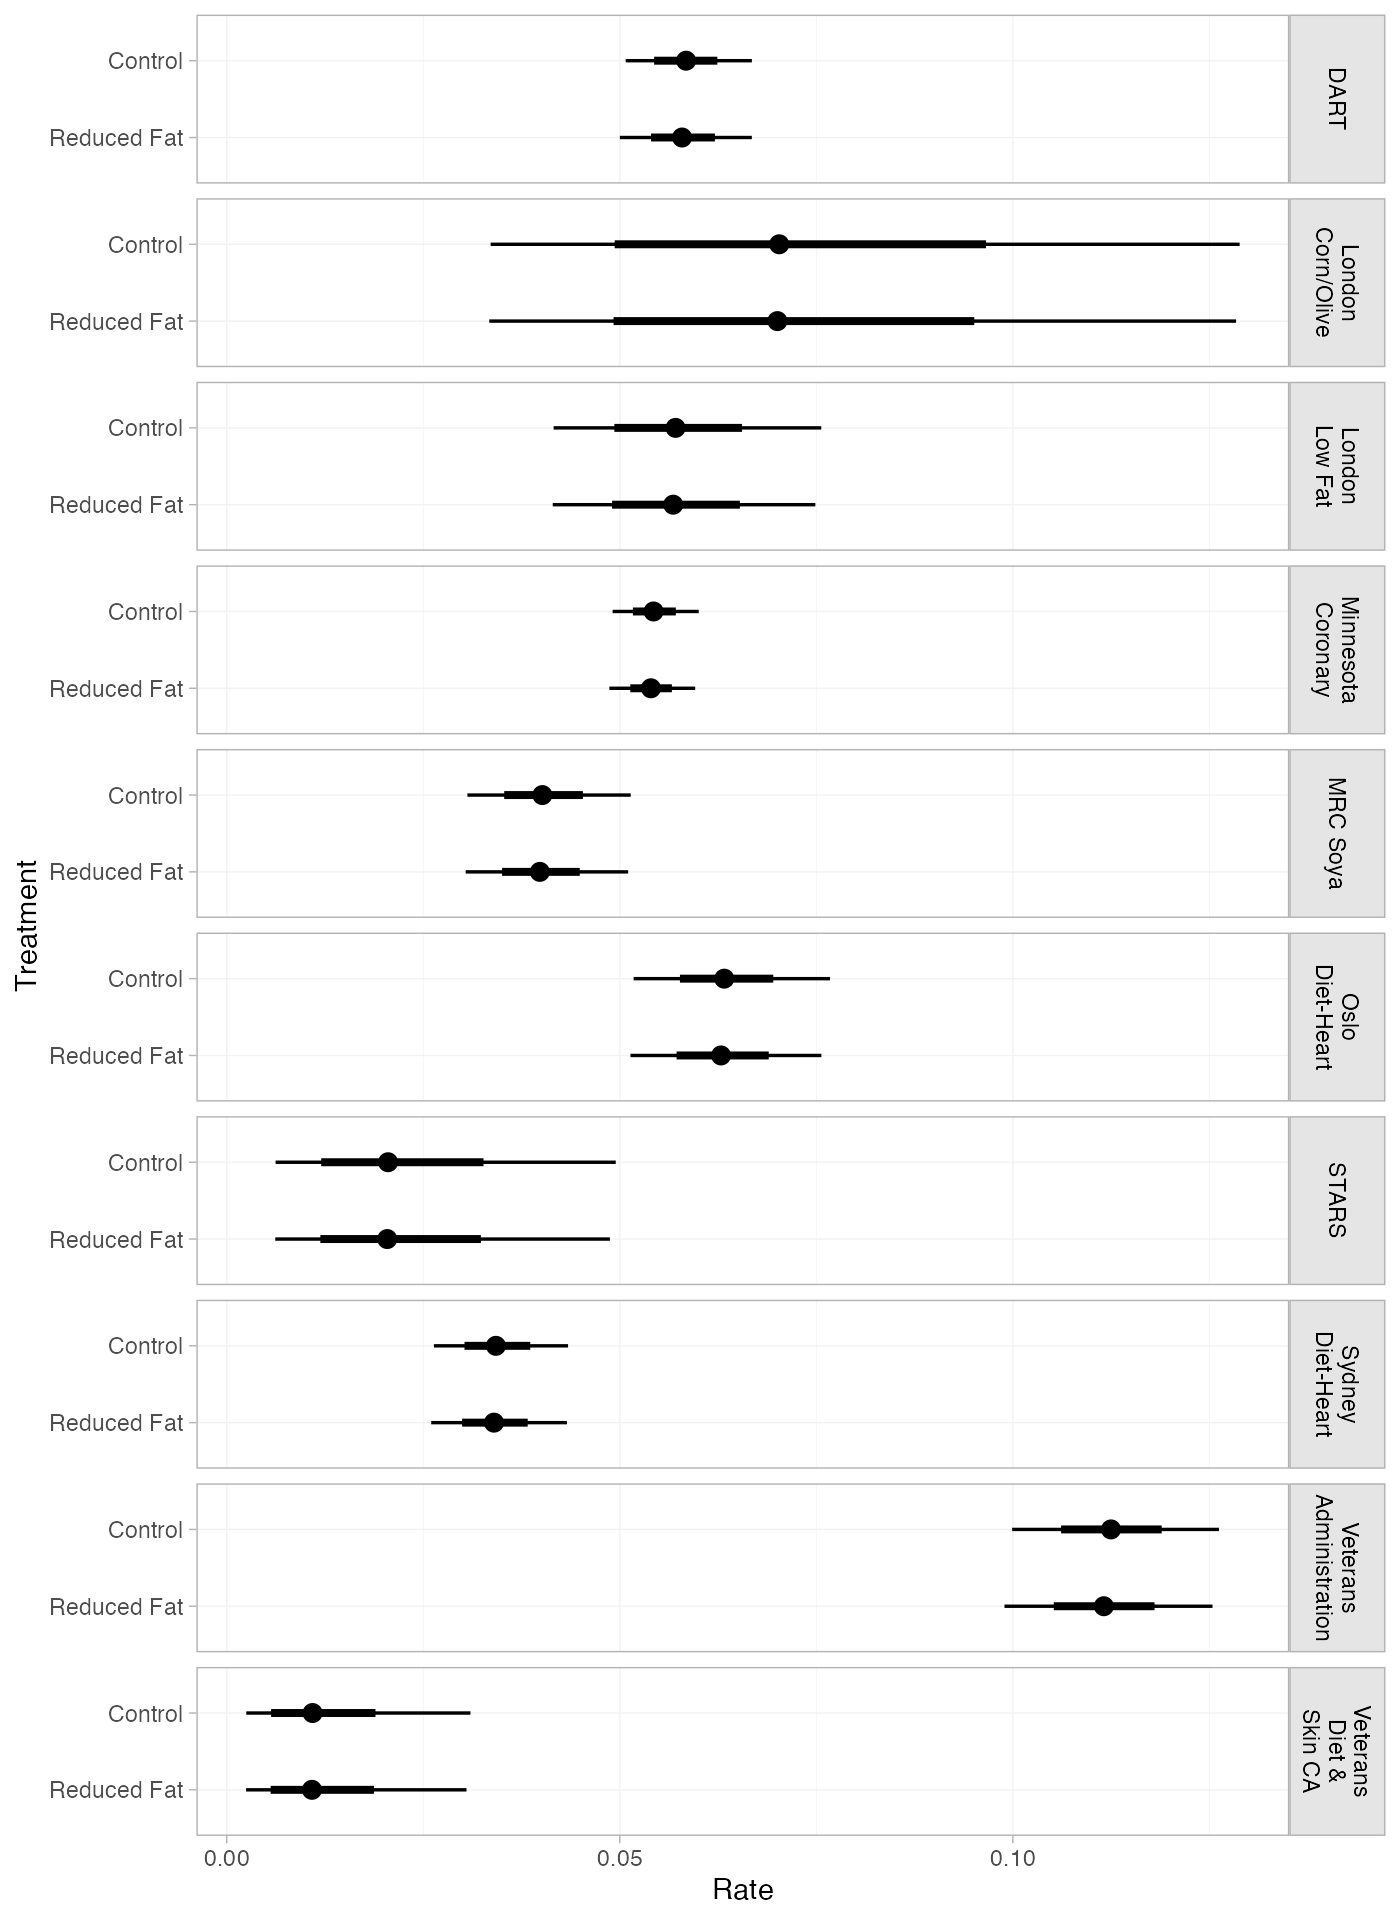 Treatment
Control
Reduced Fat
DART
Control
Reduced Fat
London
Corn/Olive
Control
Reduced Fat
London
Low Fat
Control
Reduced Fat
Minnesota
Coronary
Control
Reduced Fat
MRC Soya
Control
Reduced Fat
Oslo
Diet-Heart
Control
Reduced Fat
STARS
Control
Reduced Fat
Sydney
Diet-Heart
Control
Reduced Fat
Veterans
Administration
Control
Reduced Fat
Veterans
Diet &
Skin CA
0.00 0.05 0.10
Rate